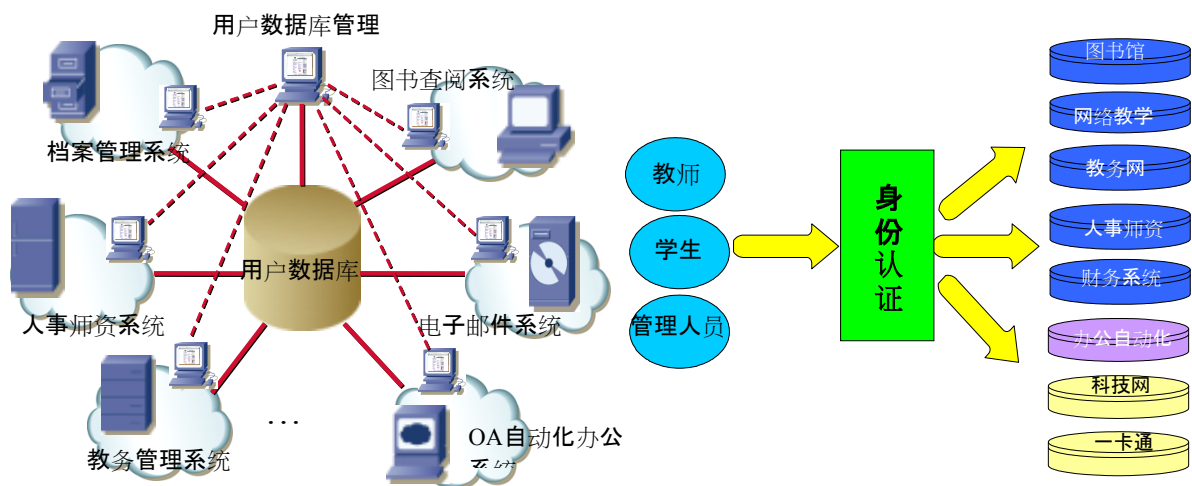 用户数据库管理
图书查阅系统
档案管理系统
用户数据库
人事师资系统
电子邮件系统
教务管理系统
…
OA自动化办公
系统
教师
学生
管理人员
身份认证
图书馆
网络教学
教务网
人事师资
财务系统
办公自动化
科技网
一卡通